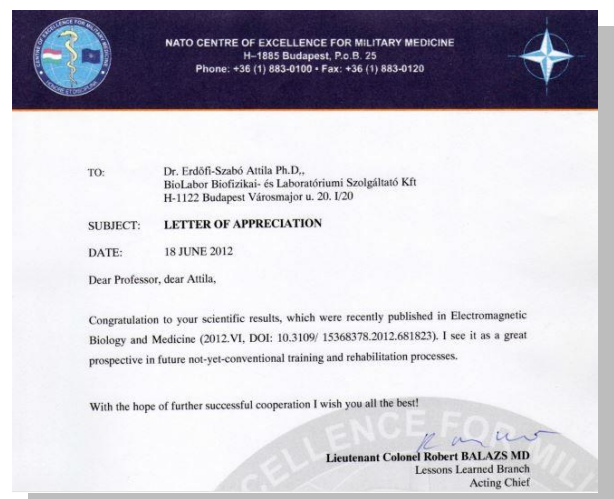 NATO CENTRE OF EXCELLENCE FOR MILITARY MEDICINE
H–1885 Budapest, P.o.B. 25
Phone: +36 (1) 883-0100 • Fax: +36 (1) 883-0120
TO: Dr. Erdőfi-Szabó Attila Ph.D,,
BioLabor Biofizikai- és Laboratóriumi Szolgáltató Kft
H-1122 Budapest Városmajor u. 20. I/20
SUBJECT: LETTER OF APPRECIATION
DATE: 18 JUNE 2012
Dear Professor, dear Attila,
Congratulation to your scientific results, which were recently published in Electromagnetic
Biology and Medicine (2012.VI, DOI: 10.3109/ 15368378.2012.681823). I see it as a great
prospective in future not-yet-conventional training and rehabilitation processes.
With the hope of further successful cooperation I wish you all the best!
Lieutenant Colonel Robert BALAZS MD
Lessons Learned Branch
Acting Chief